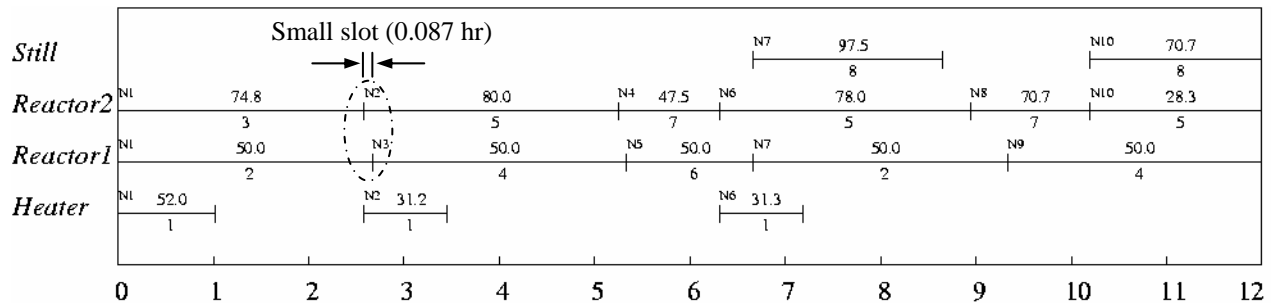 Small slot (0.087 hr)
Still N7 97.5 8 N10 70.7 8
Reactor2 N1 74.8 3 N2 80.0 5 N4 47.5 7 N6 78.0 5 N8 70.7 7 N10 28.3 5
Reactor1 N1 50.0 2 N3 50.0 4 N5 50.0 6 N7 50.0 2 N9 50.0 4
Heater N1 52.0 1 N2 31.2 1 N6 31.3 1
0 1 2 3 4 5 6 7 8 9 10 11 12